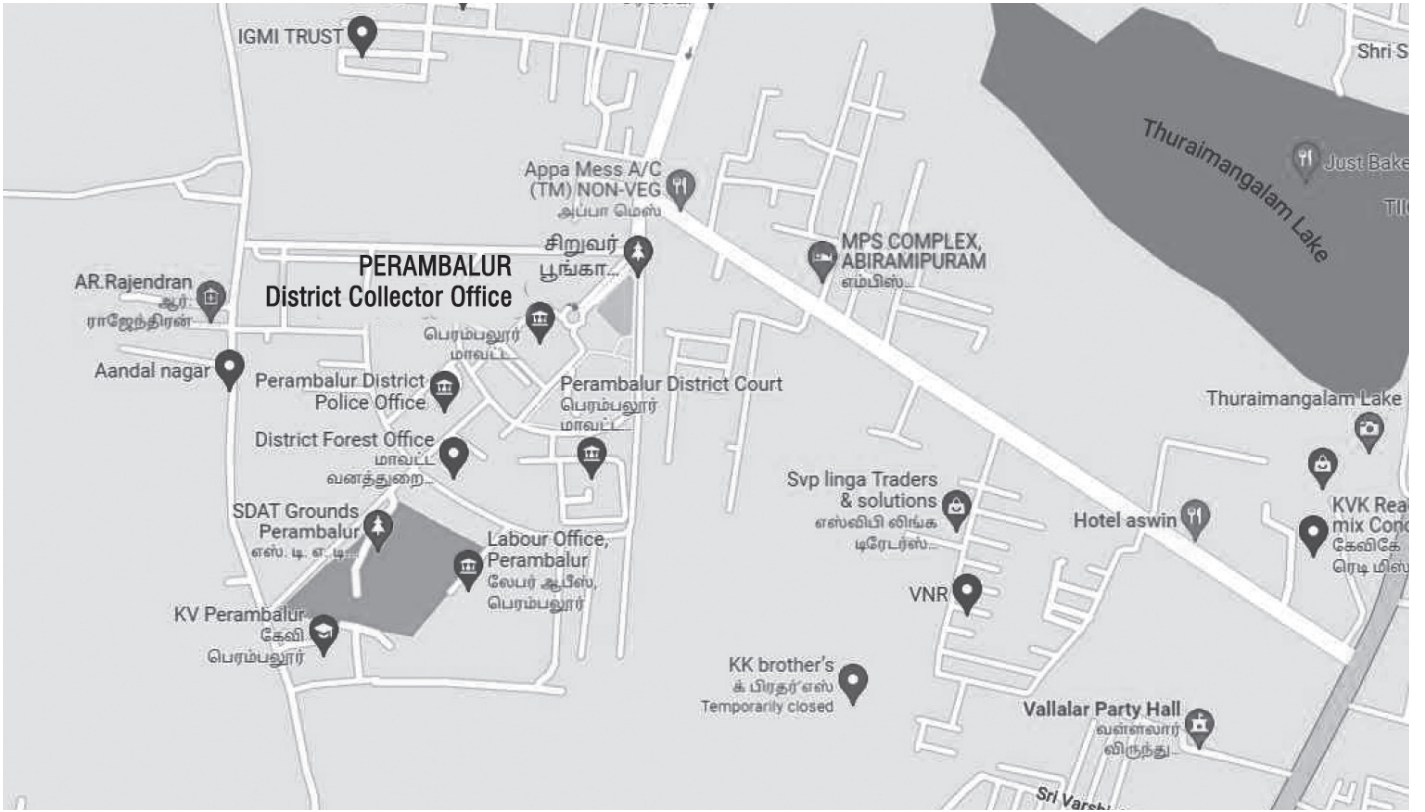 IGMI TRUST
Shri S
Thuraimangalam Lake
Just Bake
Appa Mess A/C
(TM) NON-VEG
அப்பா மெஸ்
சிறுவர்
பூங்கா...
MPS COMPLEX,
ABIRAMIPURAM
எம்பிஸ்...
PERAMBALUR
District Collector Office
AR.Rajendran
ஆர்.
ராஜேந்திரன்
பெரம்பலூர்
மாவட்ட...
Aandal nagar
Perambalur District
Police Office
Perambalur District Court
பெரம்பலூர்
மாவட்ட...
Thuraimangalam Lake
District Forest Office
மாவட்ட
வனத்துறை...
Svp linga Traders
& solutions
எஸ்விபி லிங்க
டிரேடர்ஸ்...
Hotel aswin
KVK Rea
mix Conc
கேவிகே
ரெடி மிஸ்
SDAT Grounds
Perambalur
எஸ். டி. எ. டி...
Labour Office,
Perambalur
லேபர் ஆபீஸ்,
பெரம்பலூர்
VNR
KV Perambalur
கேவி
பெரம்பலூர்
KK brother's
க் பிரதர்'எஸ்
Temporarily closed
Vallalar Party Hall
வள்ளலார்
விருந்து...
Sri Varshi